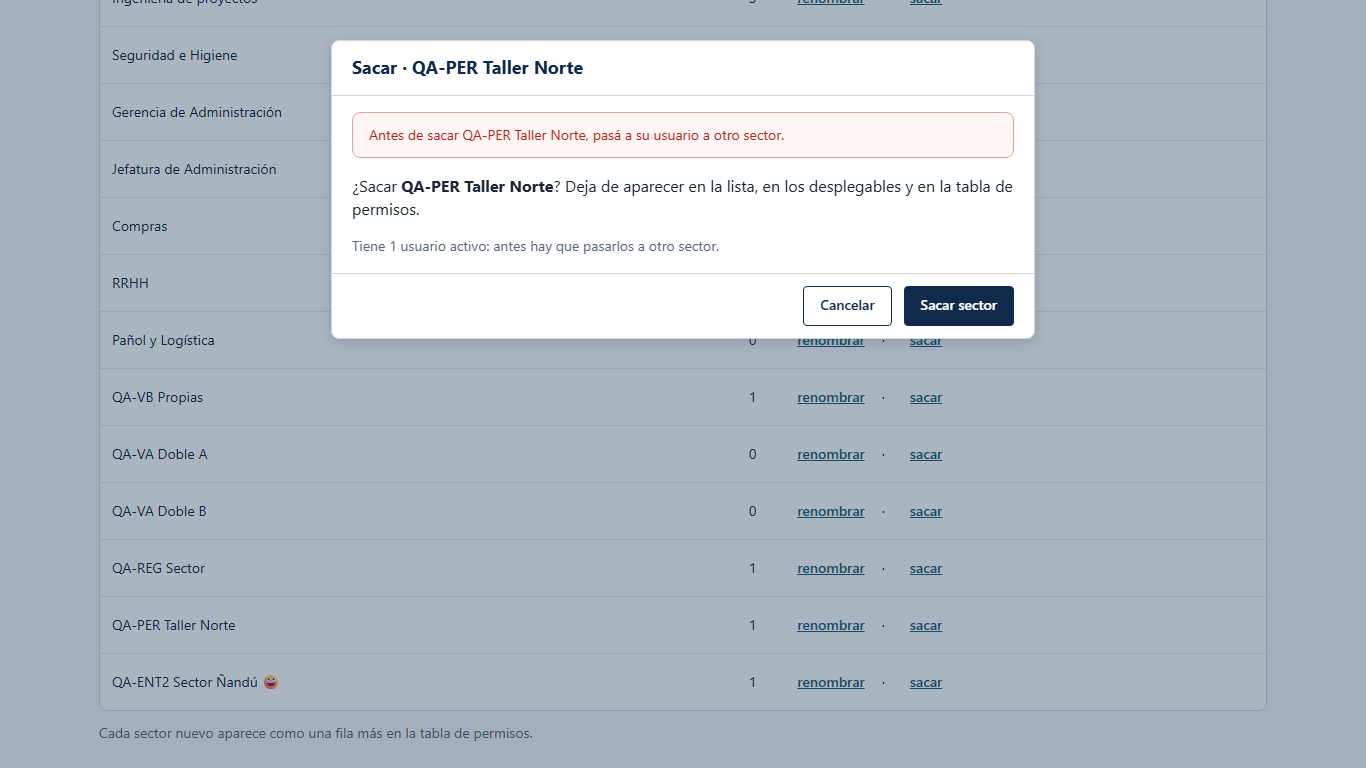 Ingeniería de proyectos 3 renombrar sacar
Sacar · QA-PER Taller Norte
Antes de sacar QA-PER Taller Norte, pasá a su usuario a otro sector.
¿Sacar QA-PER Taller Norte? Deja de aparecer en la lista, en los desplegables y en la tabla de
permisos.
Tiene 1 usuario activo: antes hay que pasarlos a otro sector.
Cancelar Sacar sector
Seguridad e Higiene
Gerencia de Administración
Jefatura de Administración
Compras
RRHH
Pañol y Logística 0 renombrar · sacar
QA-VB Propias 1 renombrar · sacar
QA-VA Doble A 0 renombrar · sacar
QA-VA Doble B 0 renombrar · sacar
QA-REG Sector 1 renombrar · sacar
QA-PER Taller Norte 1 renombrar · sacar
QA-ENT2 Sector Ñandú 😀 1 renombrar · sacar
Cada sector nuevo aparece como una fila más en la tabla de permisos.